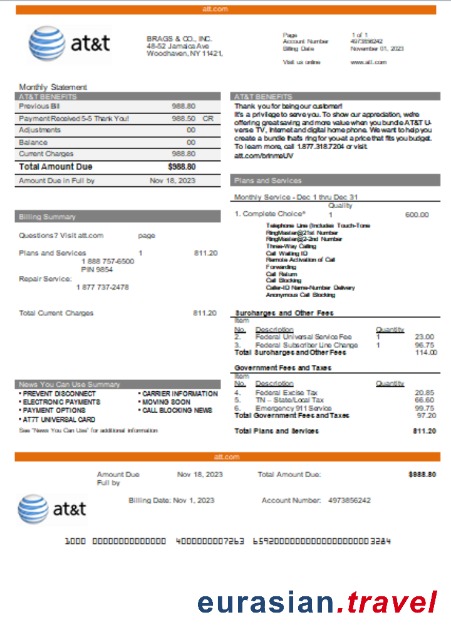 att.com
at&t
BRAGS & CO., INC.
48-52 Jamaica Ave
Woodhaven, NY 11421,
Page 1 of 1
Account Number 4973856242
Billing Date November 01, 2023
Visit us online www.att.com
Monthly Statement
AT&T BENEFITS
Previous Bill 988.80
Payment Received 5-5 Thank You! 988.50 CR
Adjustments 00
Balance 00
Current Charges 988.80
Total Amount Due $988.80
Amount Due in Full by Nov 18, 2023
Billing Summary
Questions? Visit att.com page
Plans and Services 1 811.20
1 888 757-6500
PIN 9854
Repair Service:
1 877 737-2478
Total Current Charges 811.20
News You Can Use Summary
• PREVENT DISCONNECT • CARRIER INFORMATION
• ELECTRONIC PAYMENTS • MOVING SOON
• PAYMENT OPTIONS • CALL BLOCKING NEWS
• AT7T UNIVERSAL CARD
See 'News You Can Use' for additional information
AT&T BENEFITS
Thank you for being our customer!
It's a privilege to serve you. To show our appreciation, we're
offering great saving and more value when you bundle AT&T U-
verse TV, Internet and digital home phone. We want to help you
create a bundle that's ring for you-at a price that fits you budget.
To learn more, call 1.877.318.7204 or visit.
att.com/brinmeUV
Plans and Services
Monthly Service - Dec 1 thru Dec 31
Quality
1. Complete Choice® 1 600.00
Telephone Line (Includes Touch-Tone
RingMaster@21st Number
RingMaster@2-2nd Number
Three-Way Calling
Call Waiting ID
Remote Activation of Call
Forwarding
Call Return
Call Blocking
Caller-ID Name-Number Delivery
Anonymous Call Blocking
Suroharges and Other Fees
Item
No. Description Quantity
2. Federal Universal Service Fee 1 23.00
3. Federal Subscriber Line Change 1 96.75
Total Suroharges and Other Fees 114.00
Government Fees and Taxes
Item
No. Description Quantity
4. Federal Excise Tax 20.85
5. TN – State/Local Tax 66.60
6. Emergency 911 Service 99.75
Total Government Fees and Taxes 97.20
Total Plans and Services 811.20
att.com
Amount Due Nov 18, 2023 Total Amount Due: $988.80
Full by
at&t
Billing Date: Nov 1, 2023 Account Number: 4973856242
eurasian.travel